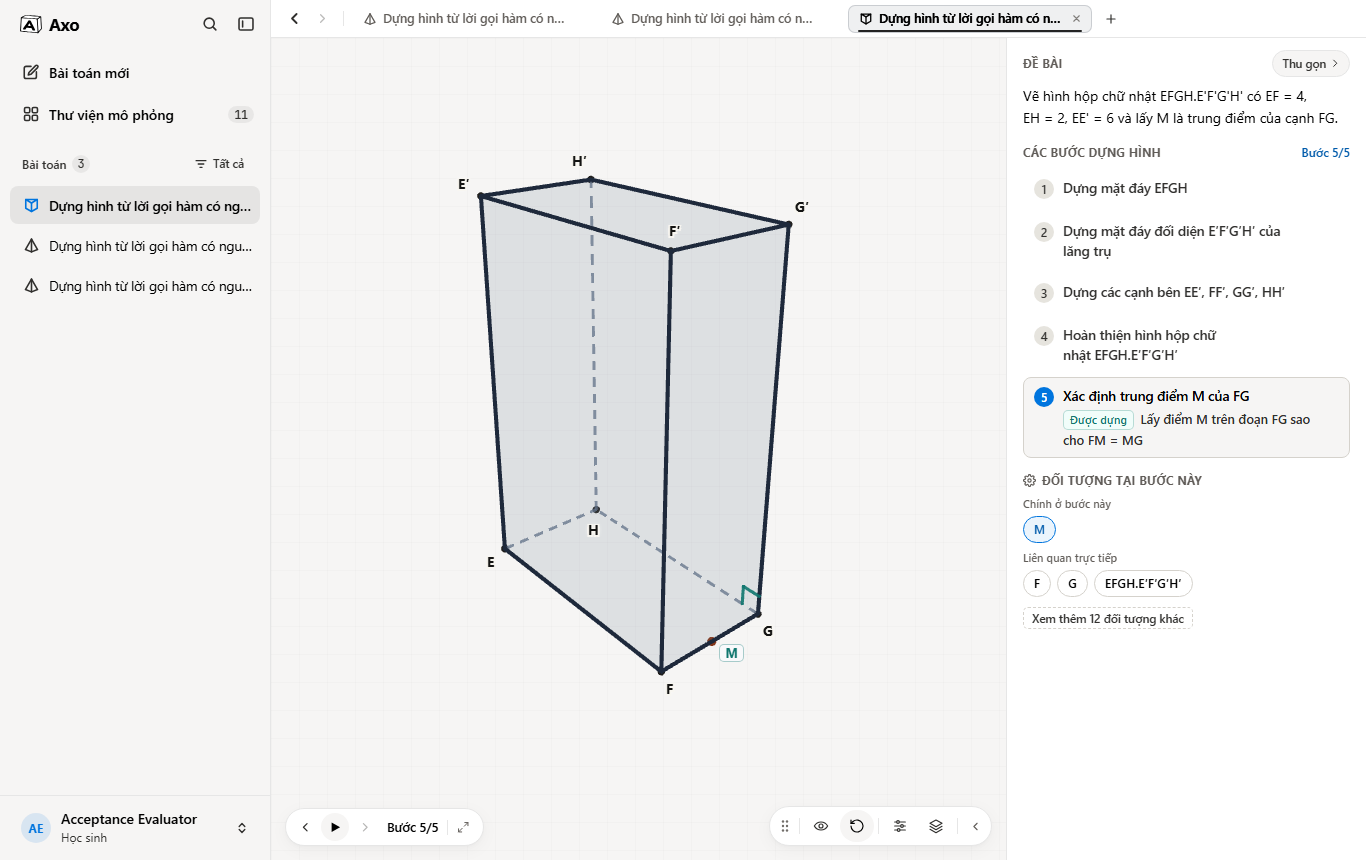 Axo
Bài toán mới
Thư viện mô phỏng 11
Bài toán 3 Tất cả
Dựng hình từ lời gọi hàm có ng...
Dựng hình từ lời gọi hàm có ngu...
Dựng hình từ lời gọi hàm có ngu...
AE Acceptance Evaluator
Học sinh
Dựng hình từ lời gọi hàm có n...
Dựng hình từ lời gọi hàm có n...
Dựng hình từ lời gọi hàm có n...
H′
E′
G′
F′
H
E
G
M
F
Bước 5/5
ĐỀ BÀI
Thu gọn
Vẽ hình hộp chữ nhật EFGH.E'F'G'H' có EF = 4,
EH = 2, EE' = 6 và lấy M là trung điểm của cạnh FG.
CÁC BƯỚC DỰNG HÌNH Bước 5/5
1 Dựng mặt đáy EFGH
2 Dựng mặt đáy đối diện E′F′G′H′ của
lăng trụ
3 Dựng các cạnh bên EE′, FF′, GG′, HH′
4 Hoàn thiện hình hộp chữ
nhật EFGH.E′F′G′H′
5 Xác định trung điểm M của FG
Được dựng Lấy điểm M trên đoạn FG sao
cho FM = MG
ĐỐI TƯỢNG TẠI BƯỚC NÀY
Chính ở bước này
M
Liên quan trực tiếp
F G EFGH.E′F′G′H′
Xem thêm 12 đối tượng khác